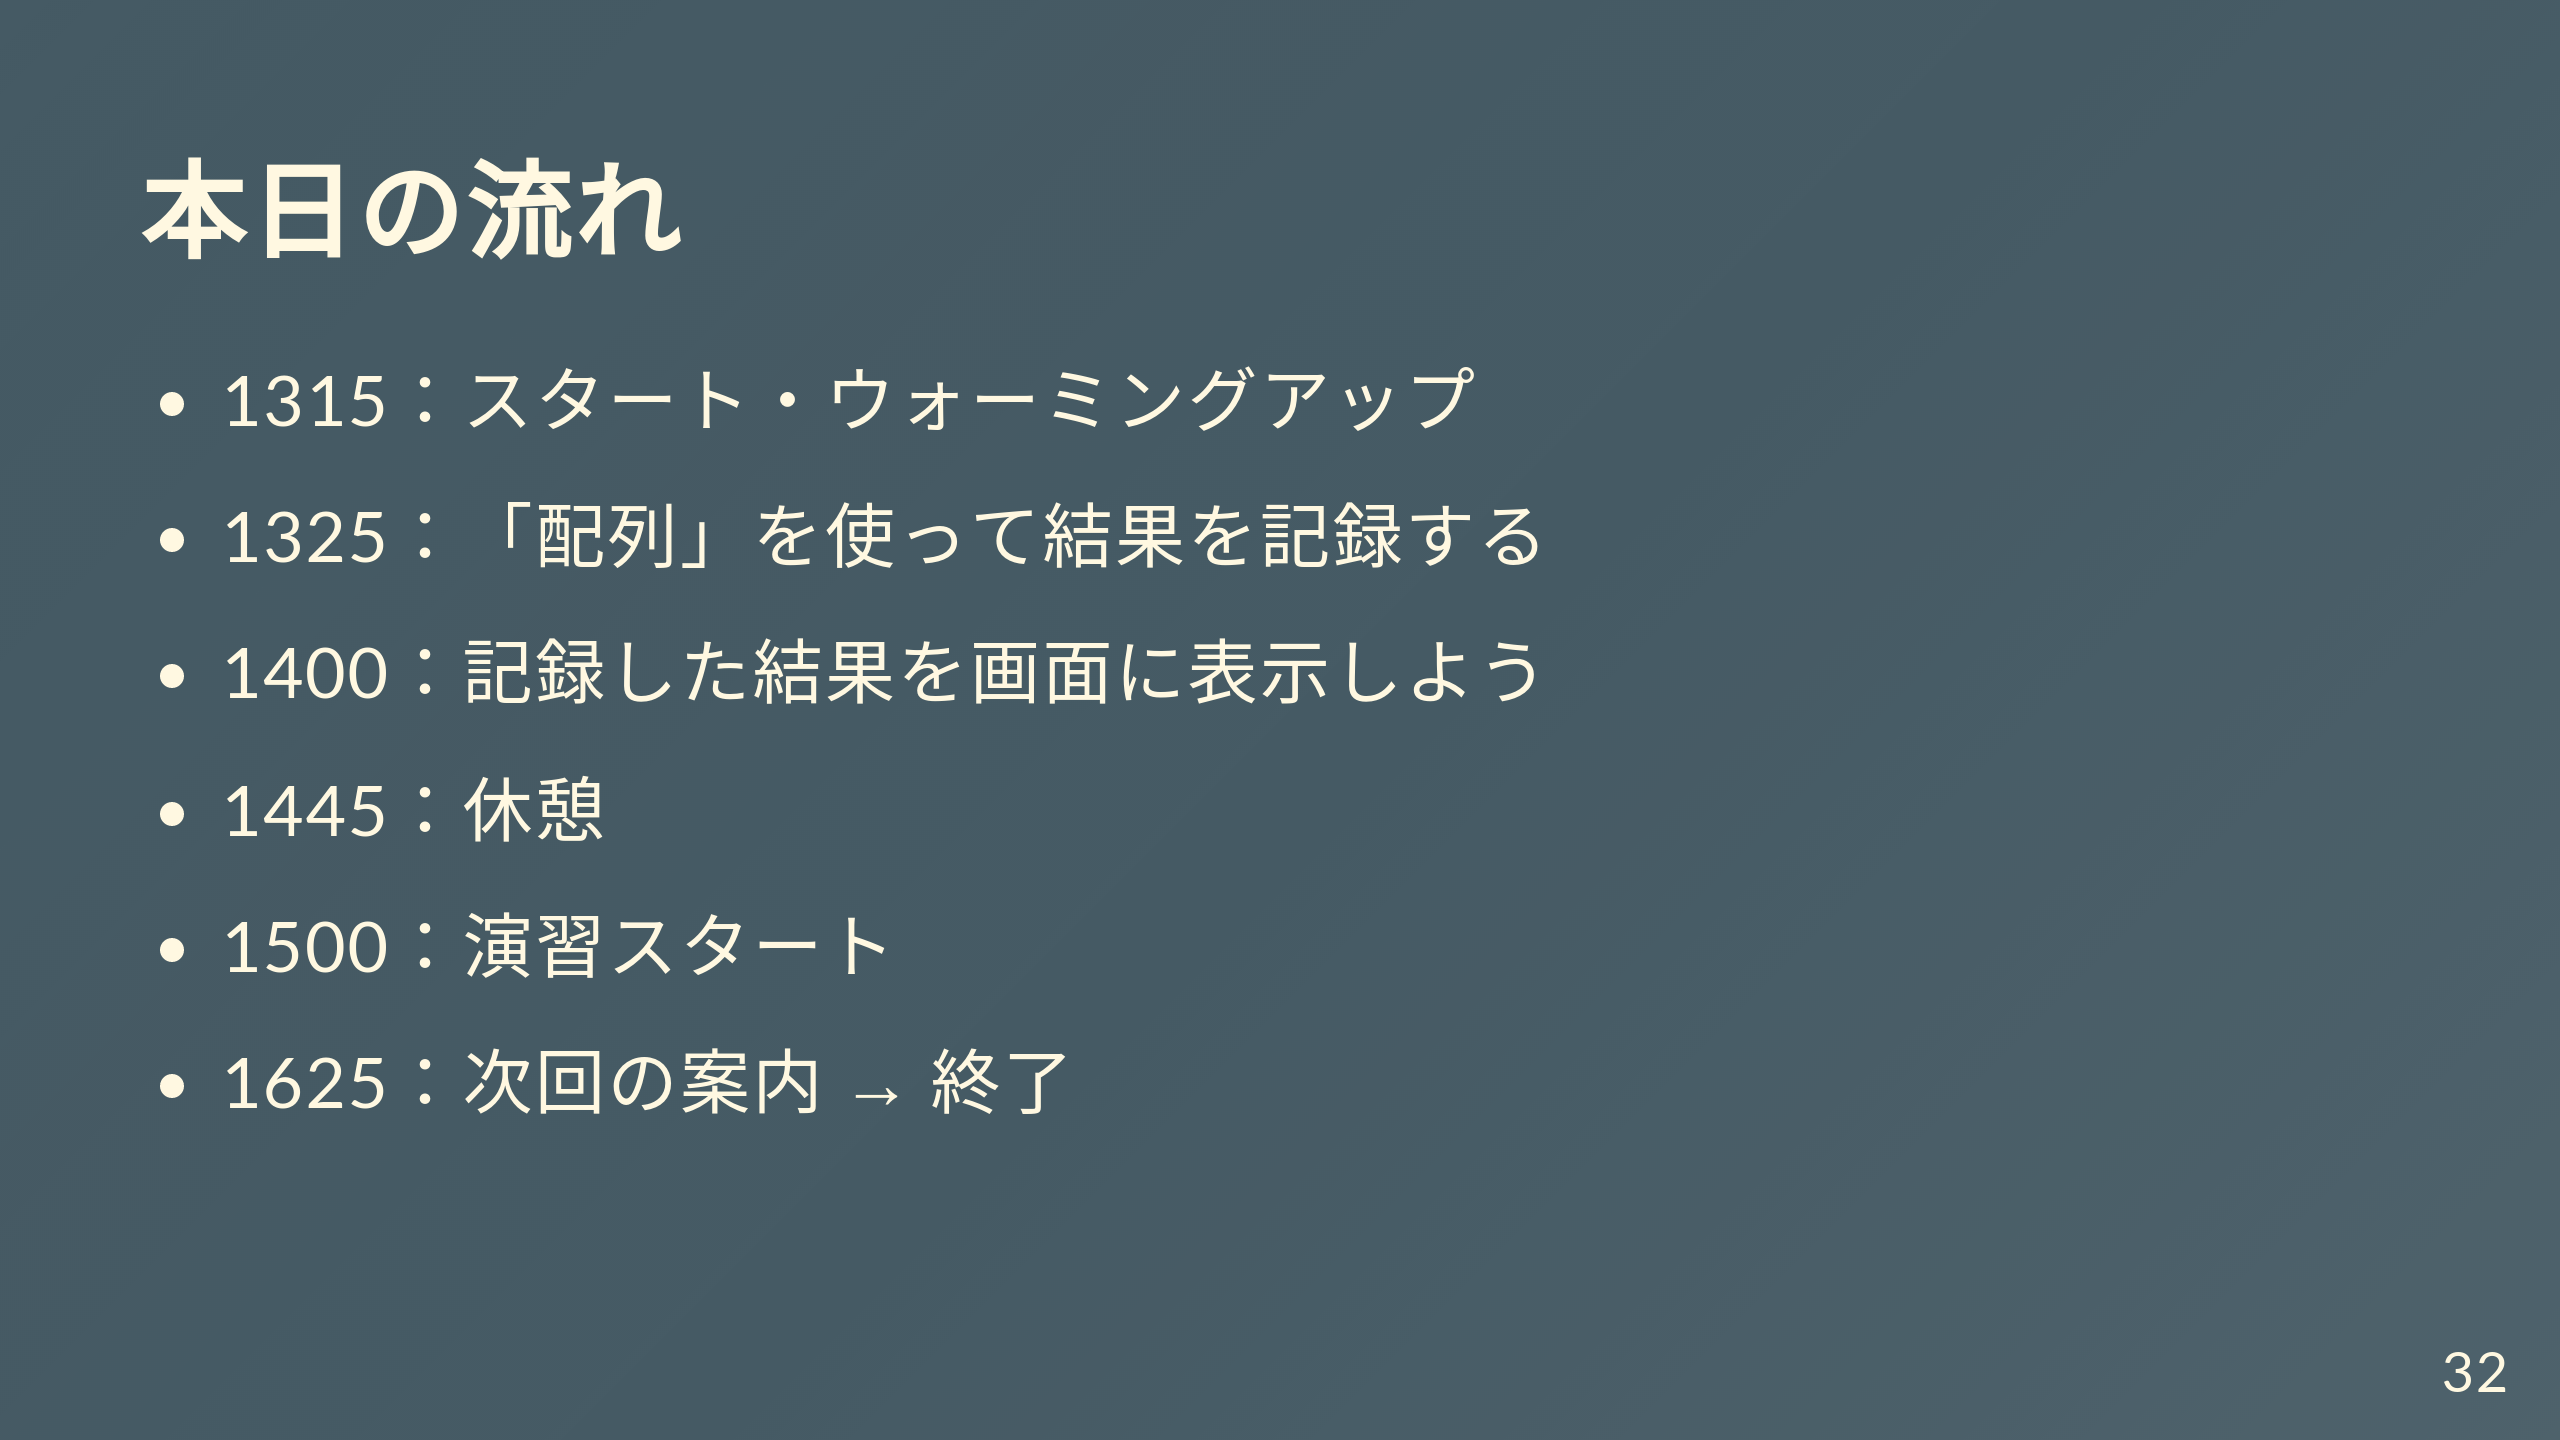 本日の流れ
• 1315：スタート・ウォーミングアップ
• 1325：「配列」を使って結果を記録する
• 1400：記録した結果を画面に表示しよう
• 1445：休憩
• 1500：演習スタート
• 1625：次回の案内 → 終了
32